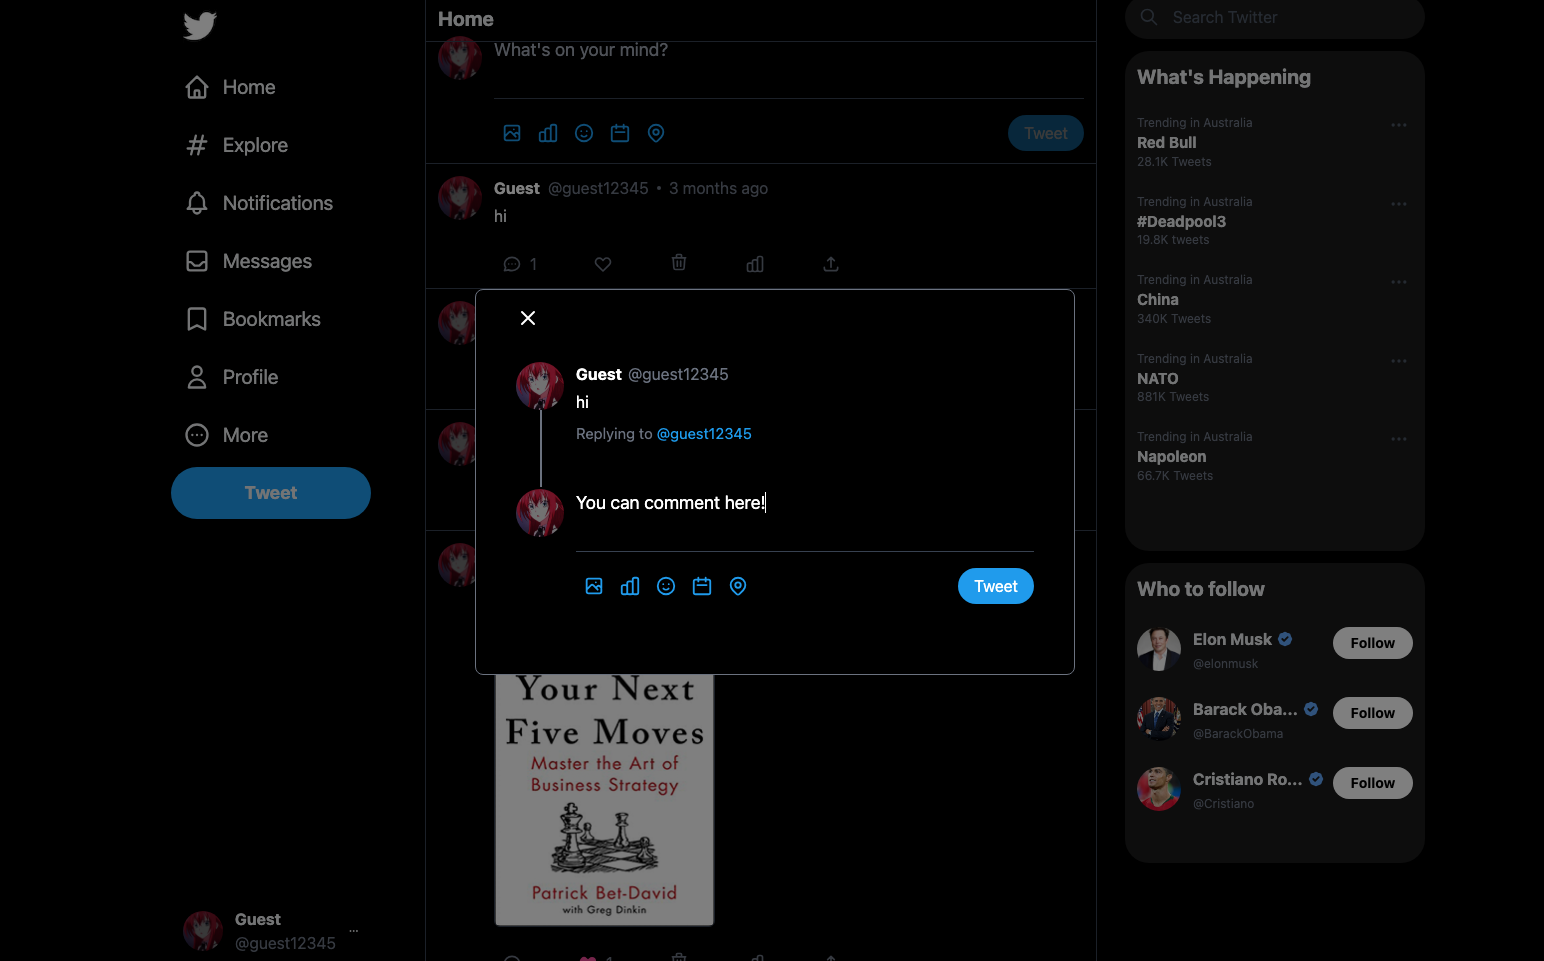 Home
Explore
Notifications
Messages
Bookmarks
Profile
More
Tweet
Guest
@guest12345
...
Home
What's on your mind?
Tweet
Guest @guest12345 • 3 months ago
hi
1
Guest @guest12345
hi
Replying to @guest12345
You can comment here!
Tweet
Your Next
Five Moves
Master the Art of
Business Strategy
Patrick Bet-David
with Greg Dinkin
1
Search Twitter
What's Happening
Trending in Australia
Red Bull
28.1K Tweets
Trending in Australia
#Deadpool3
19.8K tweets
Trending in Australia
China
340K Tweets
Trending in Australia
NATO
881K Tweets
Trending in Australia
Napoleon
66.7K Tweets
Who to follow
Elon Musk
@elonmusk
Follow
Barack Oba...
@BarackObama
Follow
Cristiano Ro...
@Cristiano
Follow